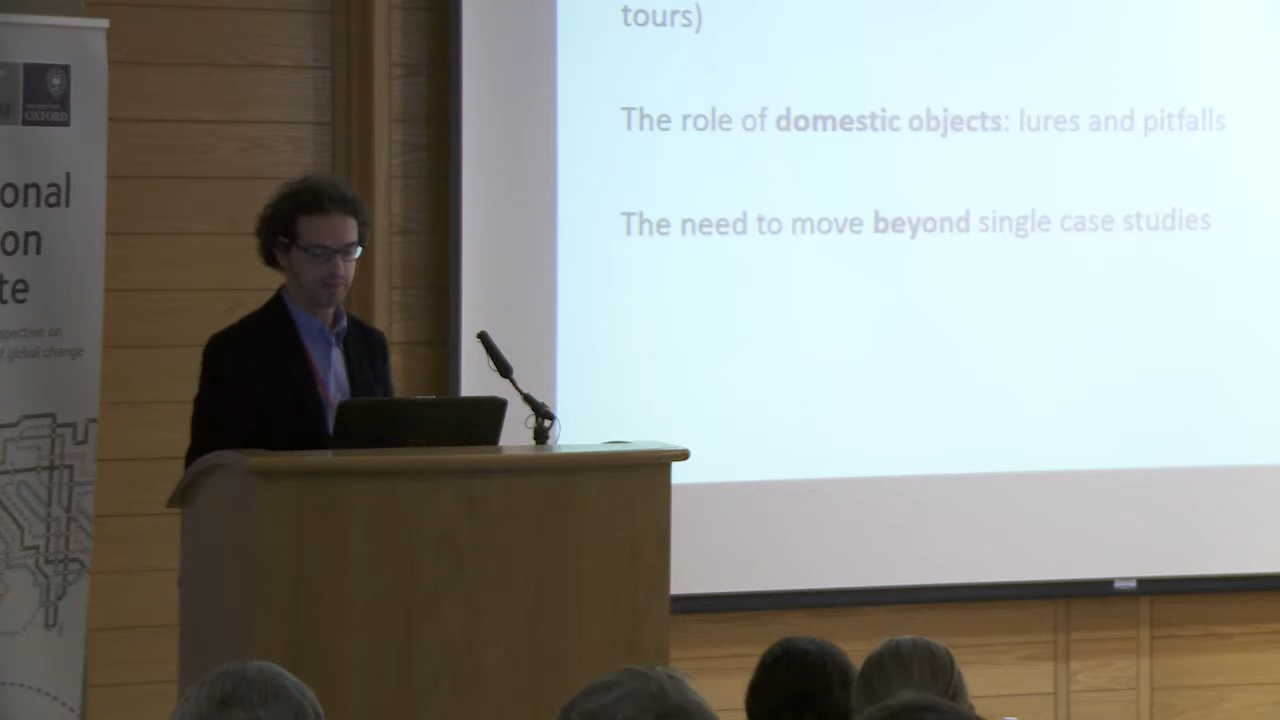 OXFORD
onal
on
te
spective on
of global change
tours)
The role of domestic objects: lures and pitfalls
The need to move beyond single case studies